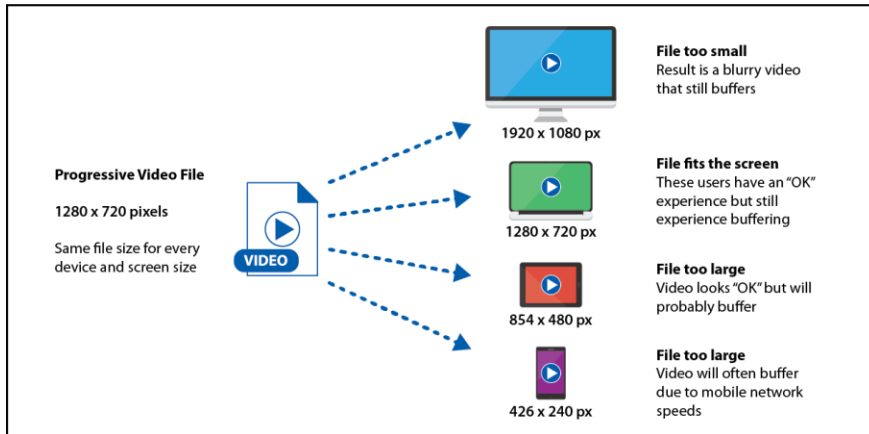 Progressive Video File
1280 x 720 pixels
Same file size for every
device and screen size
VIDEO
1920 x 1080 px
File too small
Result is a blurry video
that still buffers
1280 x 720 px
File fits the screen
These users have an “OK”
experience but still
experience buffering
854 x 480 px
File too large
Video looks “OK” but will
probably buffer
426 x 240 px
File too large
Video will often buffer
due to mobile network
speeds